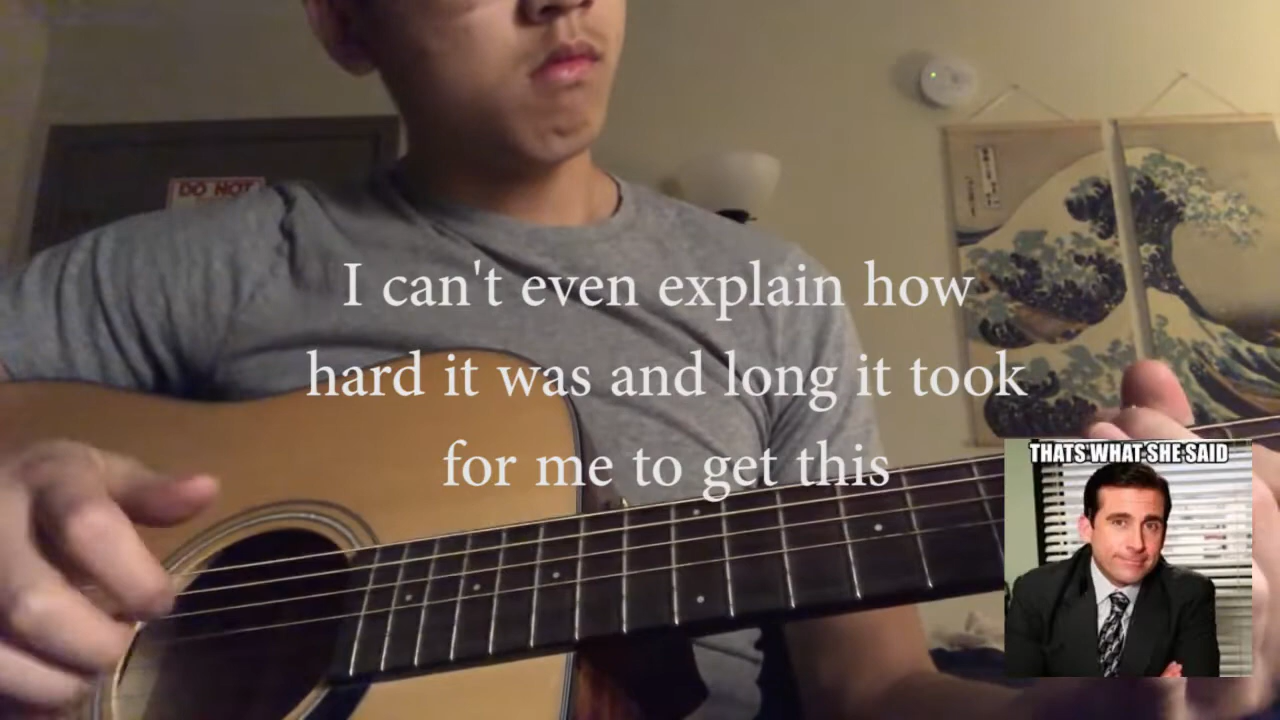 DO NOT
I can't even explain how
hard it was and long it took
for me to get this
THATS WHAT SHE SAID